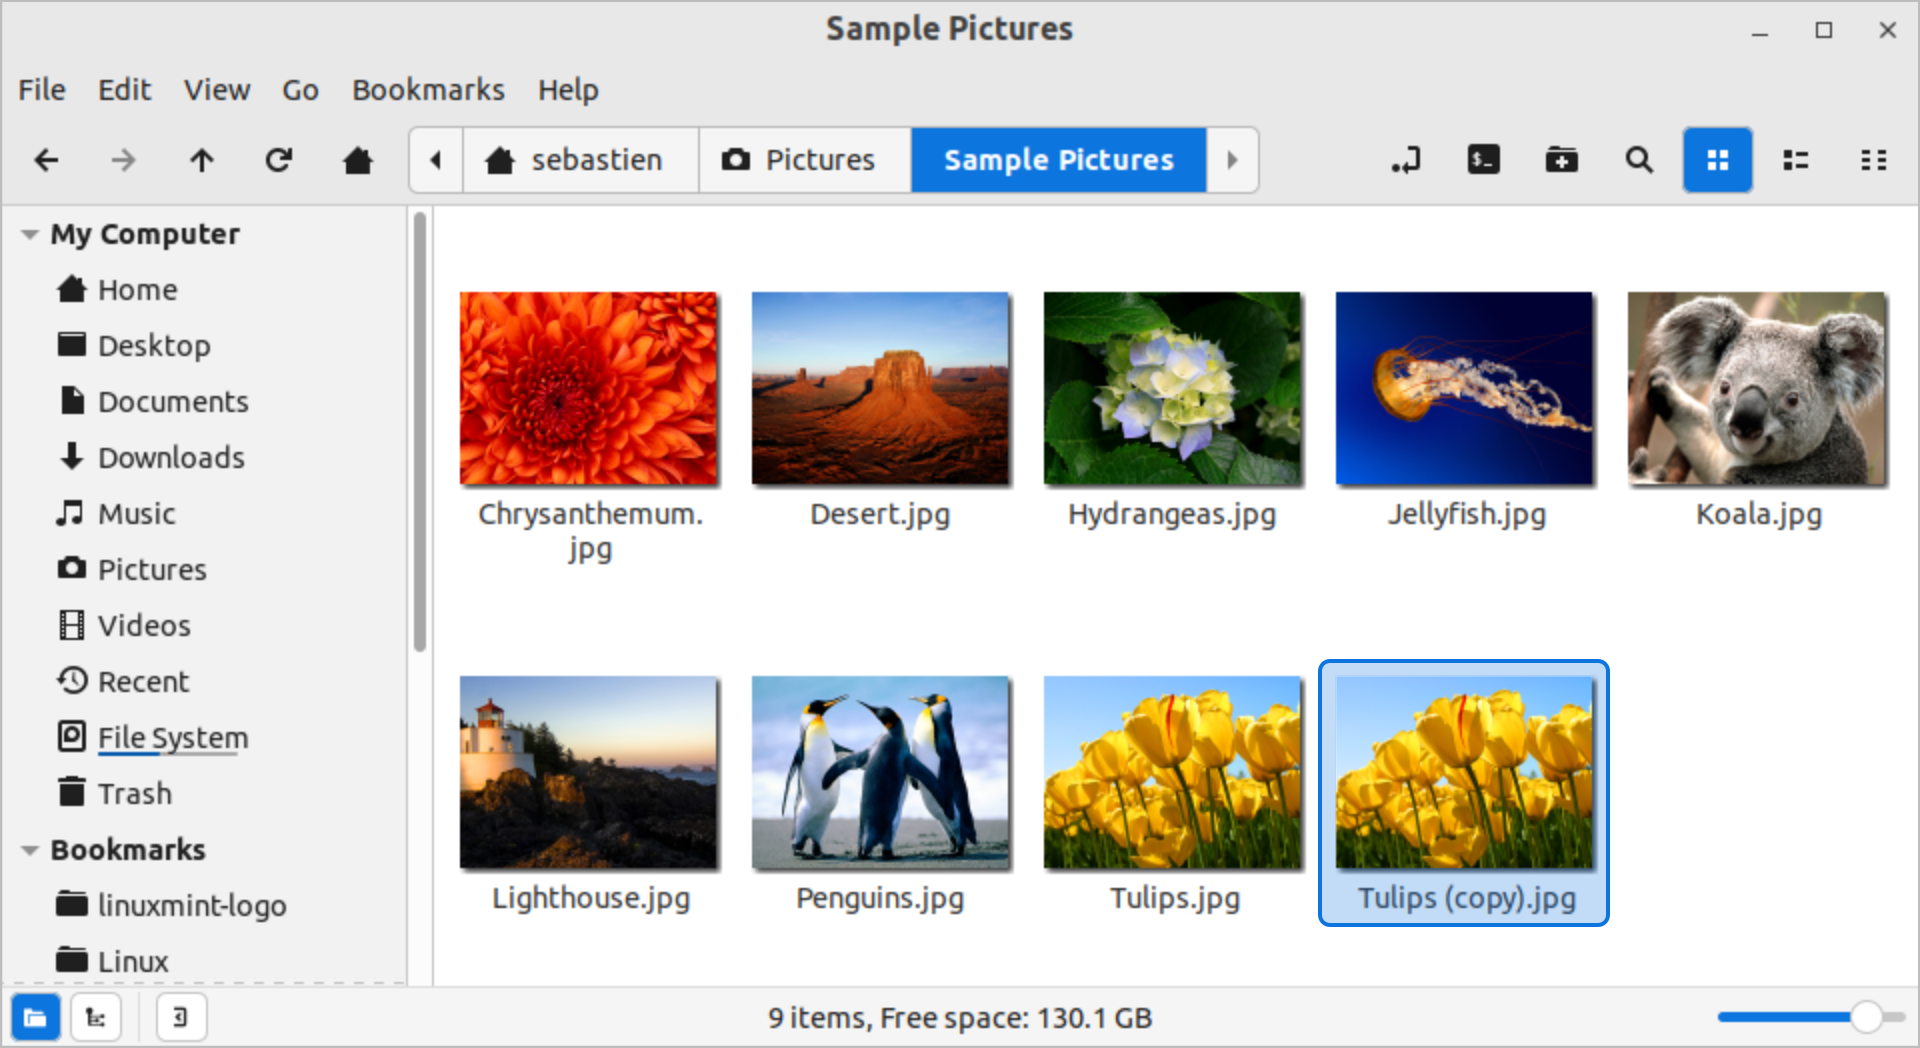 Sample Pictures
File Edit View Go Bookmarks Help
sebastien Pictures Sample Pictures
$_
My Computer
Home
Desktop
Documents
Downloads
Music
Pictures
Videos
Recent
File System
Trash
Bookmarks
linuxmint-logo
Linux
Chrysanthemum.
jpg
Desert.jpg
Hydrangeas.jpg
Jellyfish.jpg
Koala.jpg
Lighthouse.jpg
Penguins.jpg
Tulips.jpg
Tulips (copy).jpg
9 items, Free space: 130.1 GB